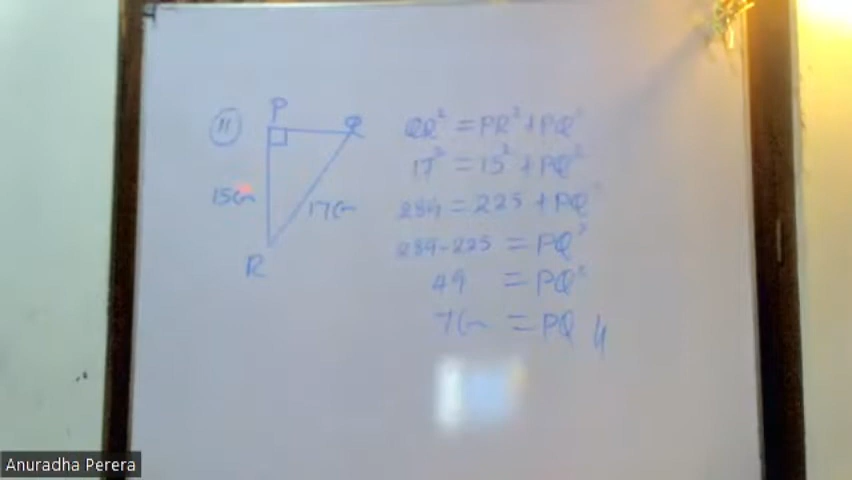 11
P
Q
15cm
17cm
R
QR² = PR² + PQ²
17² = 15² + PQ²
289 = 225 + PQ²
289-225 = PQ²
49 = PQ²
7cm = PQ
Anuradha Perera